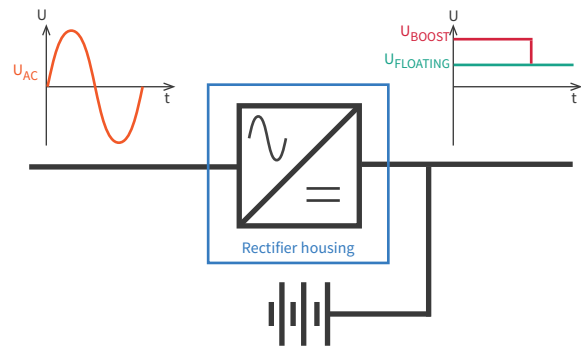 U
U_AC
t
U
U_BOOST
U_FLOATING
t
Rectifier housing